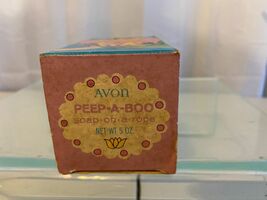 AVON
PEEP-A-BOO
soap-on-a-rope
NET WT 5 OZ